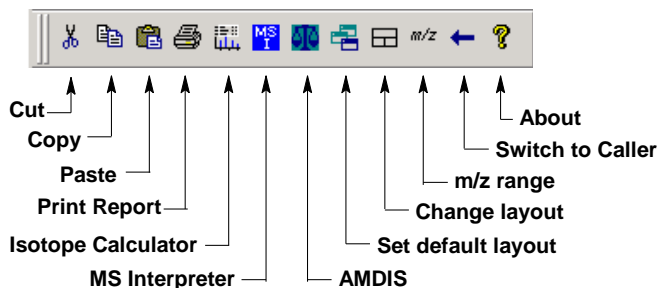 MS
I
m/z
?
Cut
About
Copy
Switch to Caller
Paste
m/z range
Print Report
Change layout
Isotope Calculator
Set default layout
MS Interpreter
AMDIS